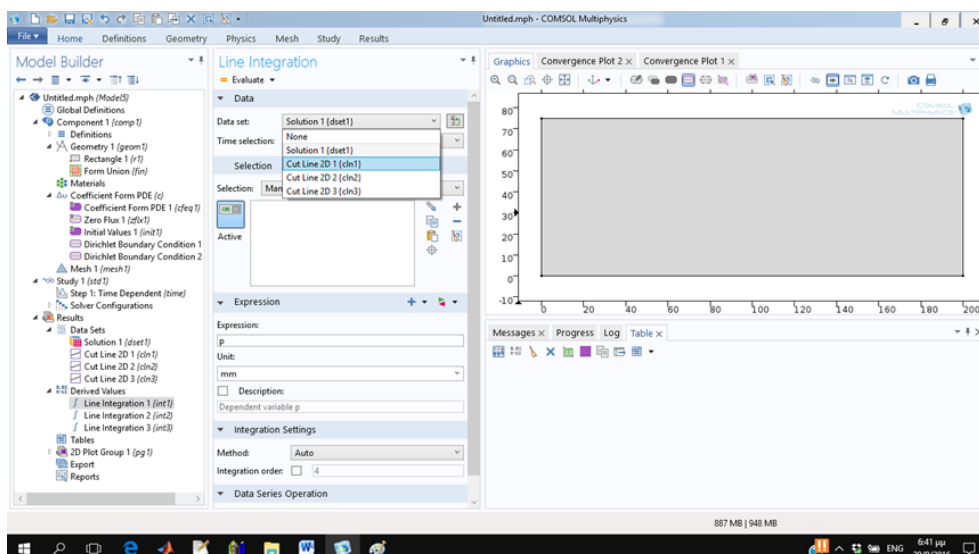 Untitled.mph - COMSOL Multiphysics
File Home Definitions Geometry Physics Mesh Study Results
Model Builder
Untitled.mph (Model5)
Global Definitions
Component 1 (comp1)
Definitions
Geometry 1 (geom1)
Rectangle 1 (r1)
Form Union (fin)
Materials
Δu Coefficient Form PDE (c)
Coefficient Form PDE 1 (cfeq1)
Zero Flux 1 (zflx1)
Initial Values 1 (init1)
Dirichlet Boundary Condition 1
Dirichlet Boundary Condition 2
Mesh 1 (mesh1)
Study 1 (std1)
Step 1: Time Dependent (time)
Solver Configurations
Results
Data Sets
Solution 1 (dset1)
Cut Line 2D 1 (cln1)
Cut Line 2D 2 (cln2)
Cut Line 2D 3 (cln3)
Derived Values
Line Integration 1 (int1)
Line Integration 2 (int2)
Line Integration 3 (int3)
Tables
2D Plot Group 1 (pg1)
Export
Reports
Line Integration
= Evaluate
Data
Data set: Solution 1 (dset1)
Time selection:
None
Solution 1 (dset1)
Cut Line 2D 1 (cln1)
Cut Line 2D 2 (cln2)
Cut Line 2D 3 (cln3)
Selection
Selection: Man
Active
Expression
Expression:
p
Unit:
mm
Description:
Dependent variable p
Integration Settings
Method: Auto
Integration order: 4
Data Series Operation
Graphics Convergence Plot 2 Convergence Plot 1
COMSOL
MULTIPHYSICS
80
70
60
50
40
30
20
10
0
-10
0 20 40 60 80 100 120 140 160 180 200
Messages Progress Log Table
887 MB | 948 MB
ENG 6:41 μμ